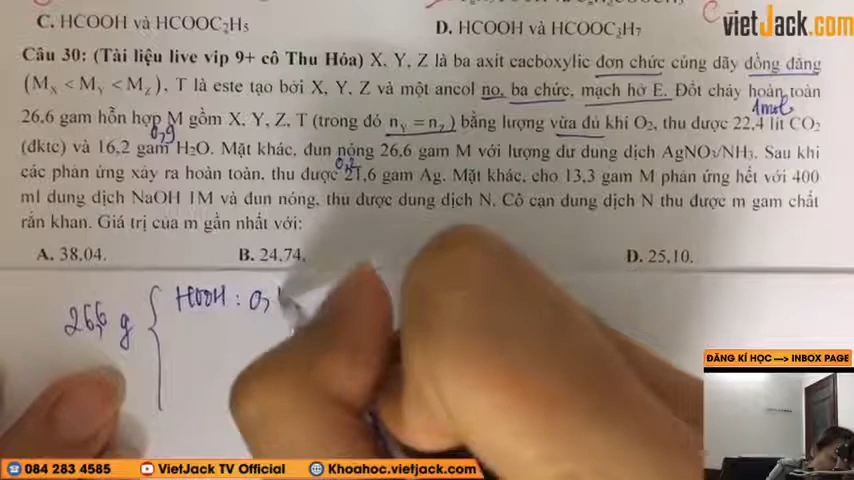 C. HCOOH và HCOOC2H5
D. HCOOH và HCOOC3H7
vietJack.com
Câu 30: (Tài liệu live vip 9+ cô Thu Hóa) X, Y, Z là ba axit cacboxylic đơn chức cùng dãy đồng đẳng
(MX < MY < MZ), T là este tạo bởi X, Y, Z và một ancol no, ba chức, mạch hở E. Đốt cháy hoàn toàn
1mol
26,6 gam hỗn hợp M gồm X, Y, Z, T (trong đó nY = nZ) bằng lượng vừa đủ khí O2, thu được 22,4 lít CO2
0,9
(đktc) và 16,2 gam H2O. Mặt khác, đun nóng 26,6 gam M với lượng dư dung dịch AgNO3/NH3. Sau khi
0,2
các phản ứng xảy ra hoàn toàn, thu được 21,6 gam Ag. Mặt khác, cho 13,3 gam M phản ứng hết với 400
ml dung dịch NaOH 1M và đun nóng, thu được dung dịch N. Cô cạn dung dịch N thu được m gam chất
rắn khan. Giá trị của m gần nhất với:
A. 38,04.
B. 24,74.
D. 25,10.
26,6 g
HCOOH : 0,
ĐĂNG KÍ HỌC —> INBOX PAGE
084 283 4585
VietJack TV Official
Khoahoc.vietjack.com